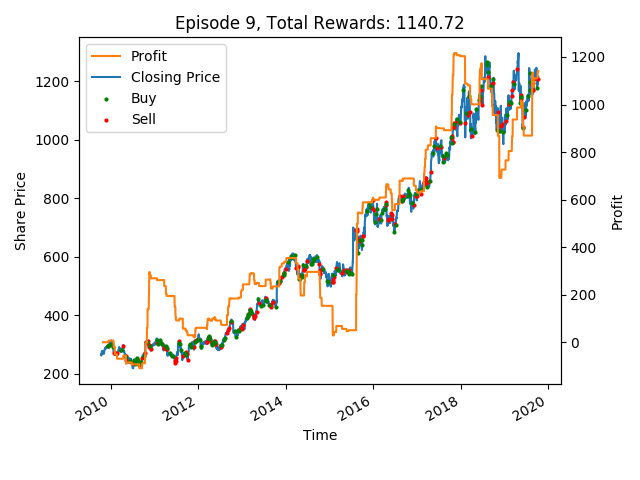 Episode 9, Total Rewards: 1140.72
Profit
Closing Price
Buy
Sell
Share Price
1200
1000
800
600
400
200
1200
1000
800
600
400
200
0
Profit
2010
2012
2014
2016
2018
2020
Time